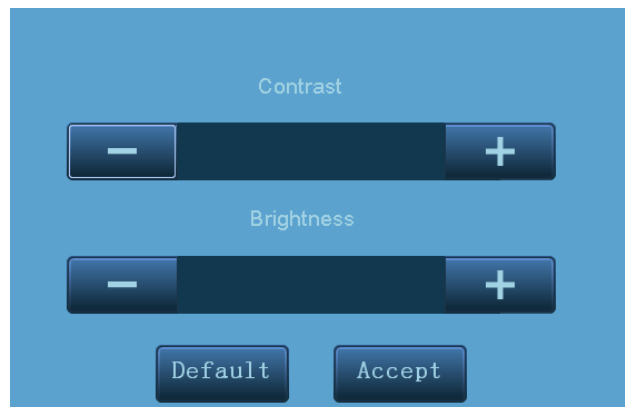 Contrast
− +
Brightness
− +
Default Accept